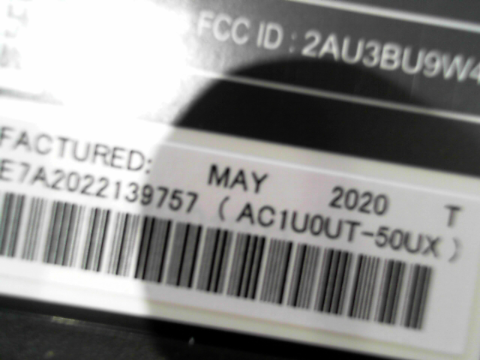 FCC ID : 2AU3BU9W4
FACTURED: MAY 2020 T
E7A2022139757 ( AC1U0UT-50UX )